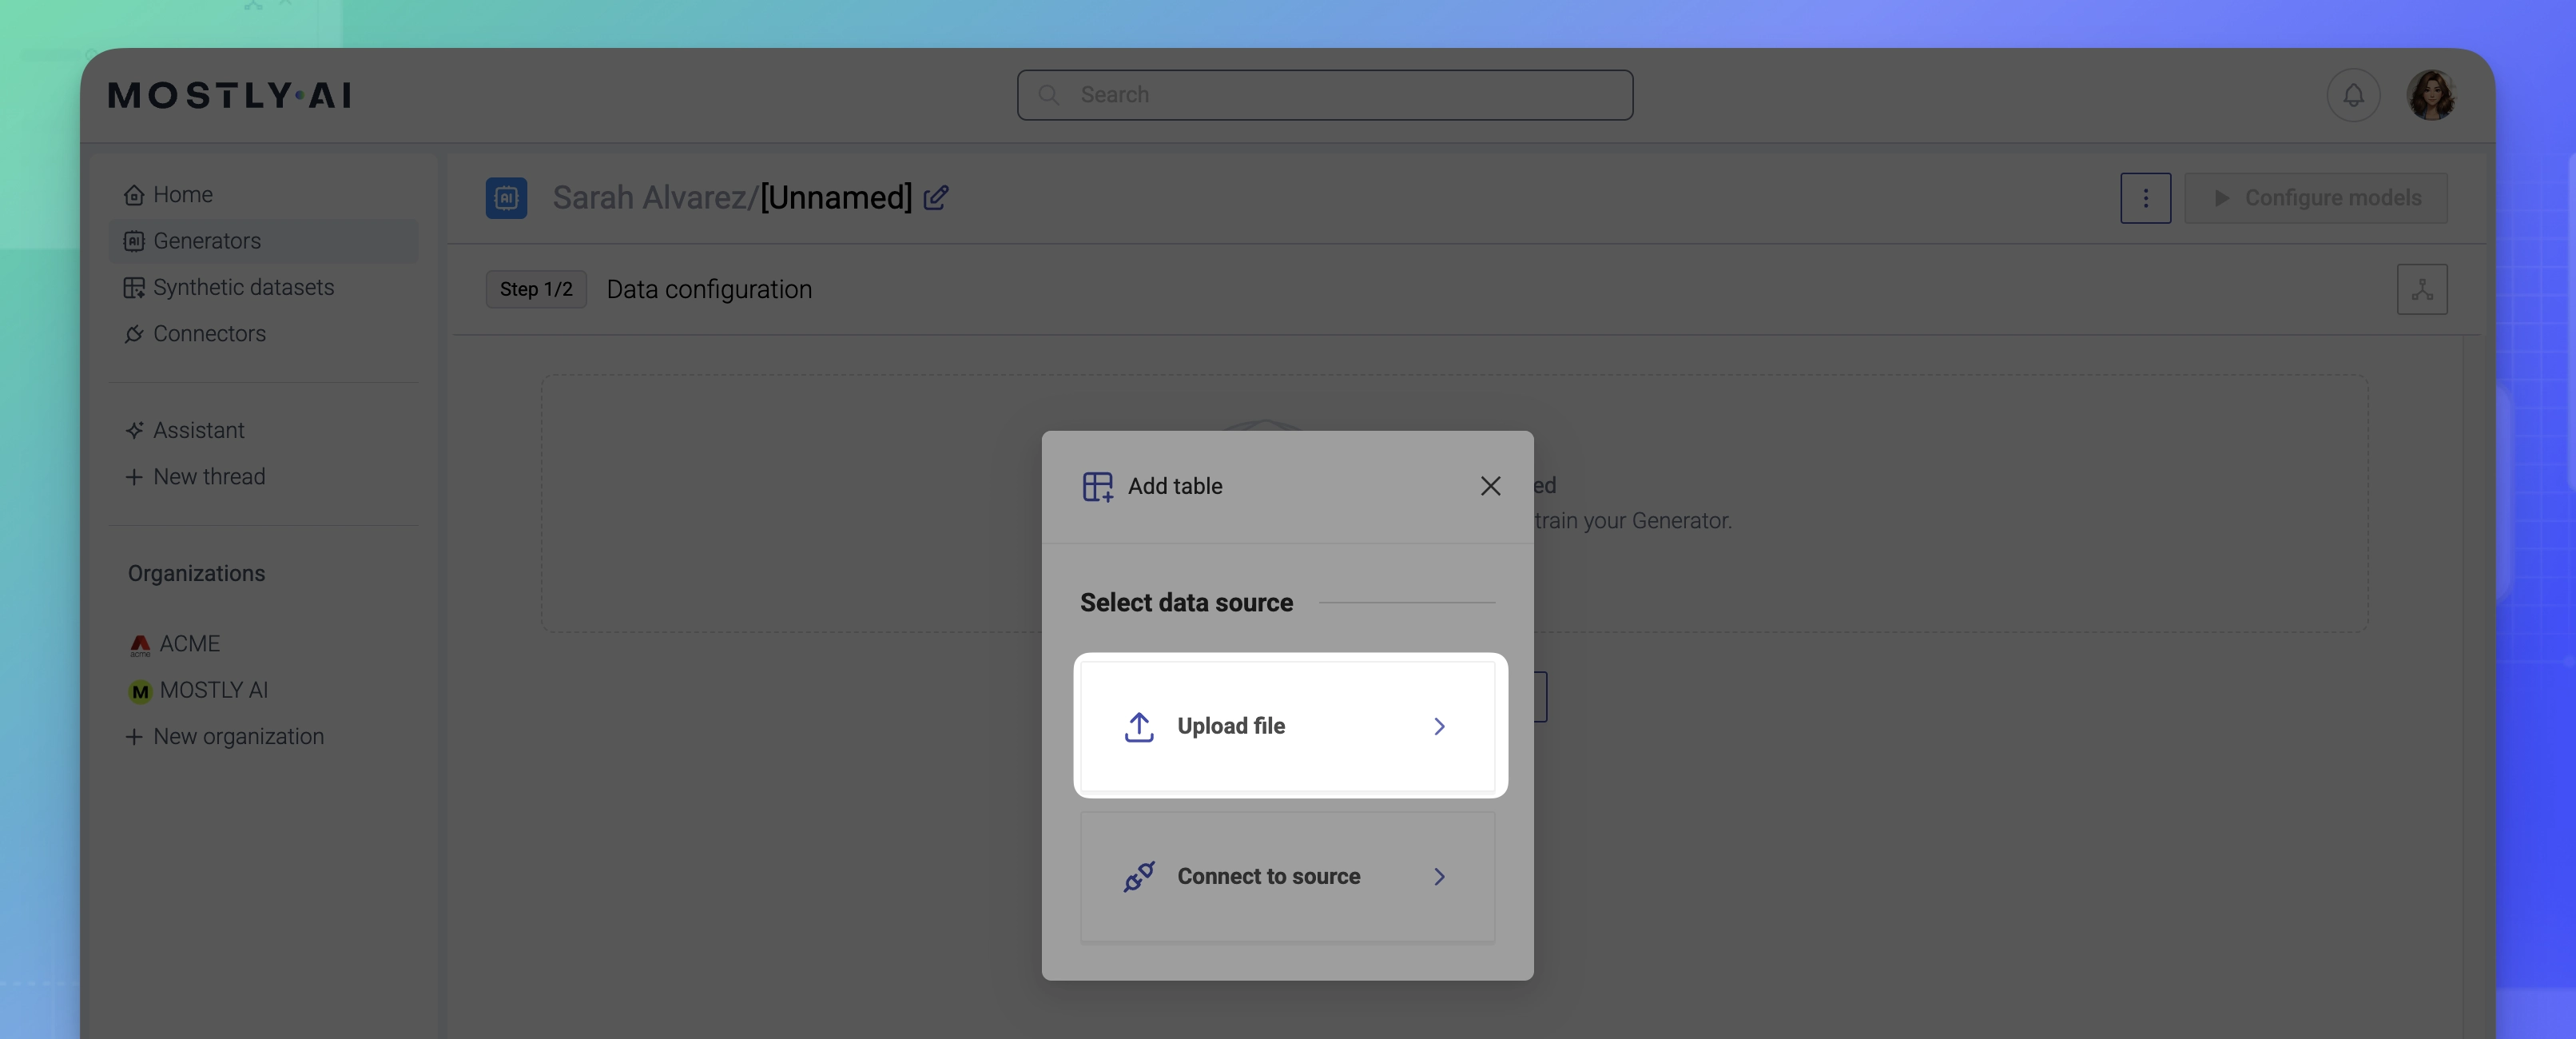 MOSTLY·AI
Search
Home
Generators
Synthetic datasets
Connectors
Assistant
New thread
Organizations
acme
ACME
M
MOSTLY AI
New organization
AI
Sarah Alvarez/[Unnamed]
Configure models
Step 1/2
Data configuration
ed
train your Generator.
Add table
Select data source
Upload file
Connect to source